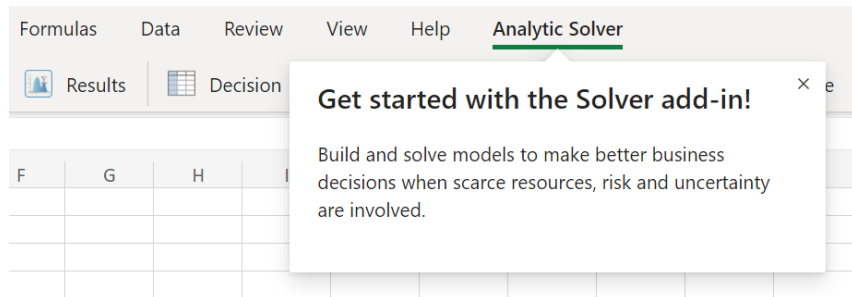 Formulas Data Review View Help Analytic Solver
Results Decision e
Get started with the Solver add-in! ×
Build and solve models to make better business
decisions when scarce resources, risk and uncertainty
are involved.
F G H I